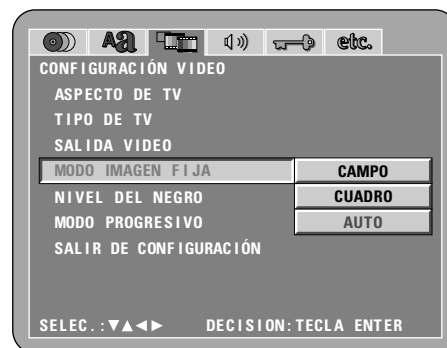 Aa etc.
CONFIGURACIÓN VIDEO
ASPECTO DE TV
TIPO DE TV
SALIDA VIDEO
MODO IMAGEN FIJA CAMPO
NIVEL DEL NEGRO CUADRO
MODO PROGRESIVO AUTO
SALIR DE CONFIGURACIÓN
SELEC.:▼▲◄► DECISION:TECLA ENTER